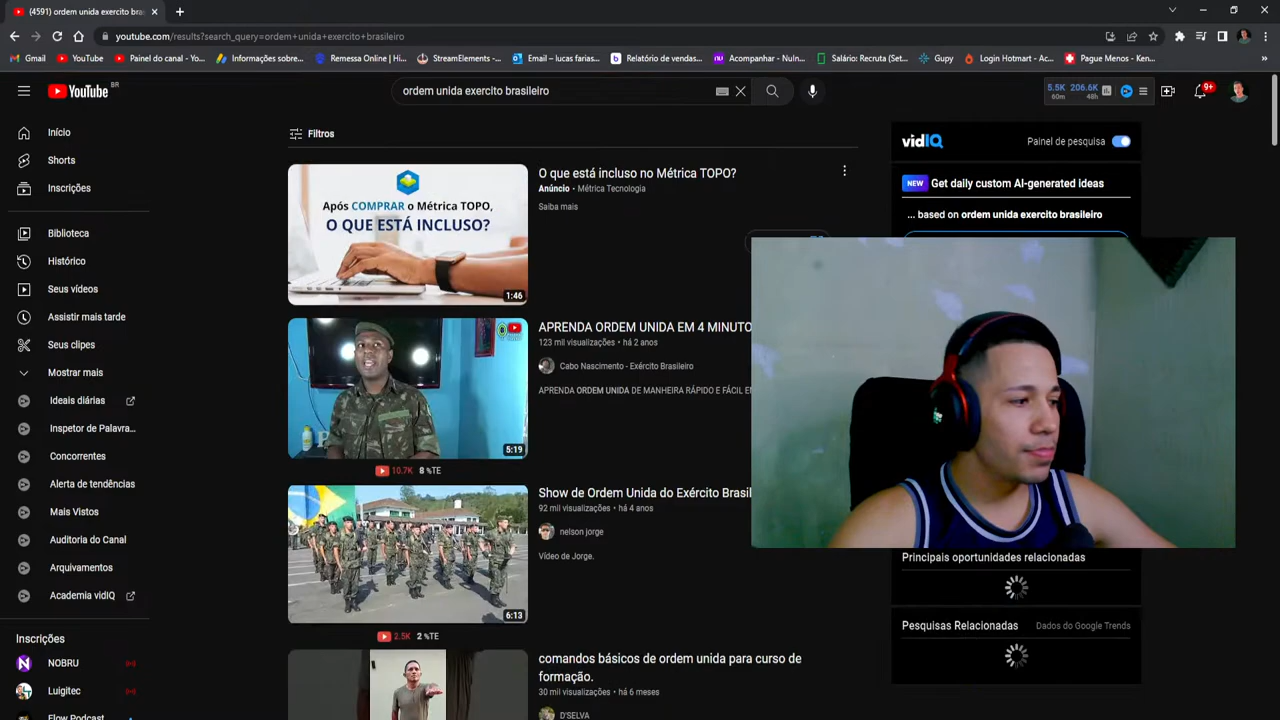 (4591) ordem unida exercito bras
youtube.com/results?search_query=ordem+unida+exercito+brasileiro
Gmail
YouTube
Painel do canal - Yo...
Informações sobre...
Remessa Online | Hi...
StreamElements -...
Email – lucas farias...
Relatório de vendas...
Acompanhar - NuIn...
Salário: Recruta (Set...
Gupy
Login Hotmart - Ac...
Pague Menos - Ken...
»
YouTube BR
ordem unida exercito brasileiro
5.5K 206.6K
60m 48h
9+
Início
Shorts
Inscrições
Biblioteca
Histórico
Seus vídeos
Assistir mais tarde
Seus clipes
Mostrar mais
Ideais diárias
Inspetor de Palavra...
Concorrentes
Alerta de tendências
Mais Vistos
Auditoria do Canal
Arquivamentos
Academia vidIQ
Inscrições
NOBRU
Luigitec
Flow Podcast
Filtros
Após COMPRAR o Métrica TOPO,
O QUE ESTÁ INCLUSO?
1:46
O que está incluso no Métrica TOPO?
Anúncio • Métrica Tecnologia
Saiba mais
5:19
10.7K 8 %TE
APRENDA ORDEM UNIDA EM 4 MINUTO
123 mil visualizações • há 2 anos
Cabo Nascimento - Exército Brasileiro
APRENDA ORDEM UNIDA DE MANHEIRA RÁPIDO E FÁCIL E
6:13
2.5K 2 %TE
Show de Ordem Unida do Exército Brasil
92 mil visualizações • há 4 anos
nelson jorge
Vídeo de Jorge.
comandos básicos de ordem unida para curso de
formação.
30 mil visualizações • há 6 meses
D'SELVA
vidIQ
Painel de pesquisa
NEW Get daily custom AI-generated ideas
... based on ordem unida exercito brasileiro
Principais oportunidades relacionadas
Pesquisas Relacionadas
Dados do Google Trends